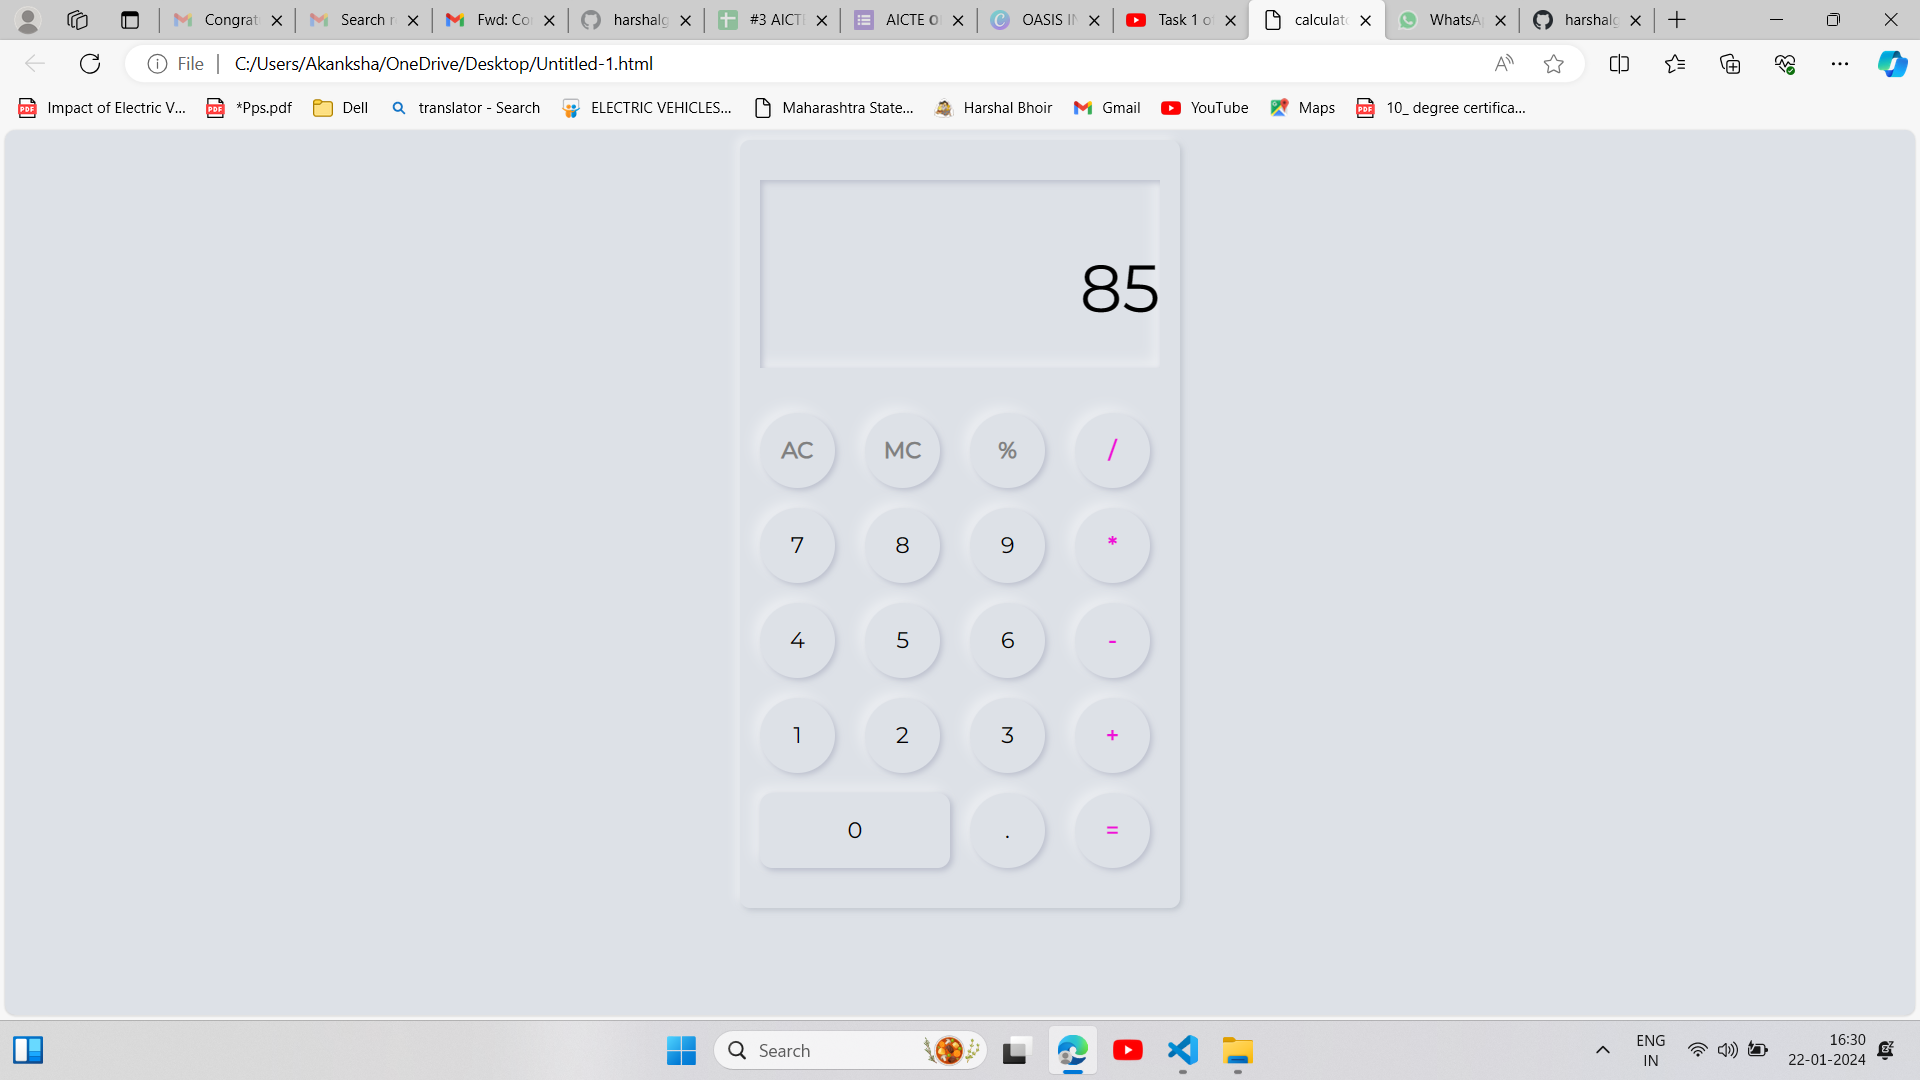 Congrat
Search r
Fwd: Co
harshalg
#3 AICT
AICTE O
OASIS I
Task 1 o
calculat
WhatsA
harshalg
File
C:/Users/Akanksha/OneDrive/Desktop/Untitled-1.html
Impact of Electric V...
*Pps.pdf
Dell
translator - Search
ELECTRIC VEHICLES...
Maharashtra State...
Harshal Bhoir
Gmail
YouTube
Maps
10_ degree certifica...
85
AC MC % /
7 8 9 *
4 5 6 -
1 2 3 +
0 . =
Search
ENG
IN
16:30
22-01-2024